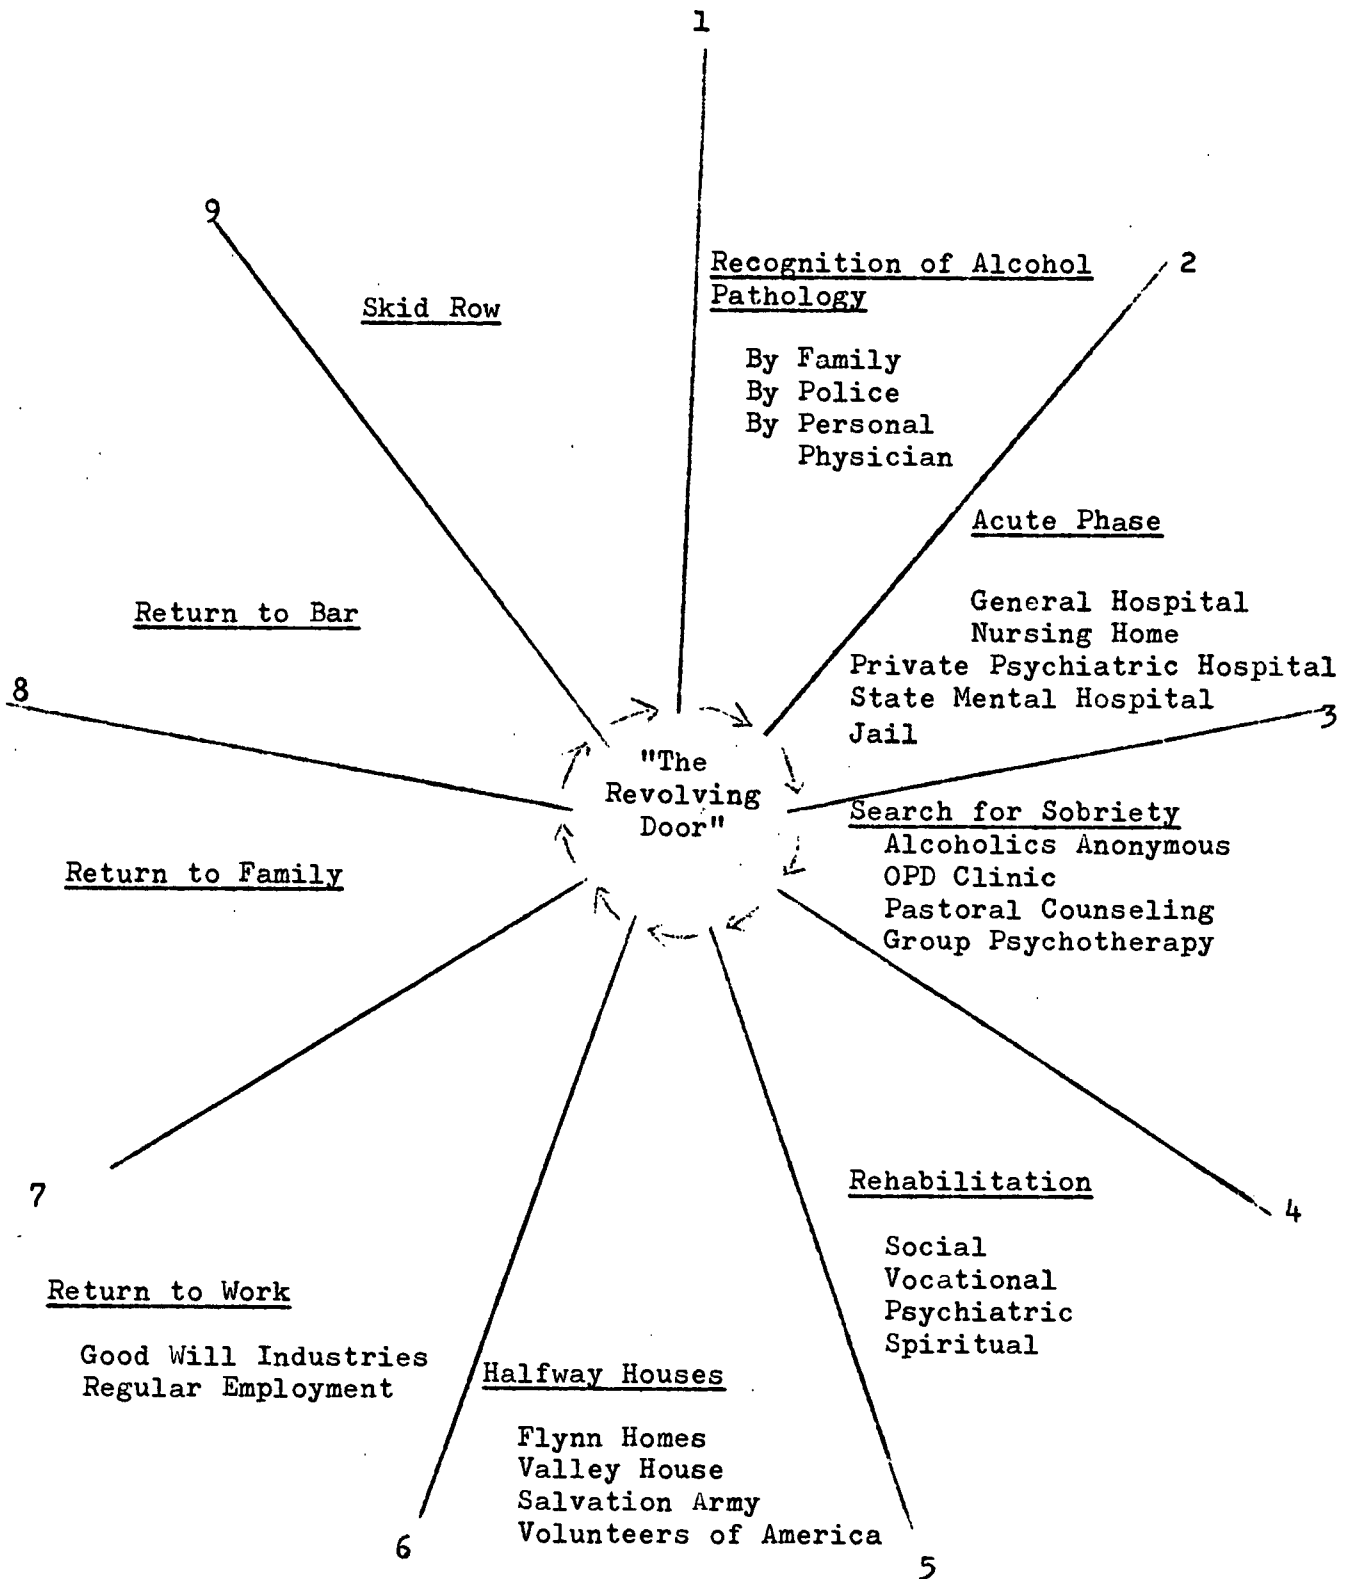 1
Recognition of Alcohol
Pathology
By Family
By Police
By Personal
Physician
2
Acute Phase
General Hospital
Nursing Home
Private Psychiatric Hospital
State Mental Hospital
Jail
3
Search for Sobriety
Alcoholics Anonymous
OPD Clinic
Pastoral Counseling
Group Psychotherapy
4
Rehabilitation
Social
Vocational
Psychiatric
Spiritual
5
Halfway Houses
Flynn Homes
Valley House
Salvation Army
Volunteers of America
6
Return to Work
Good Will Industries
Regular Employment
7
Return to Family
8
Return to Bar
9
Skid Row
"The
Revolving
Door"